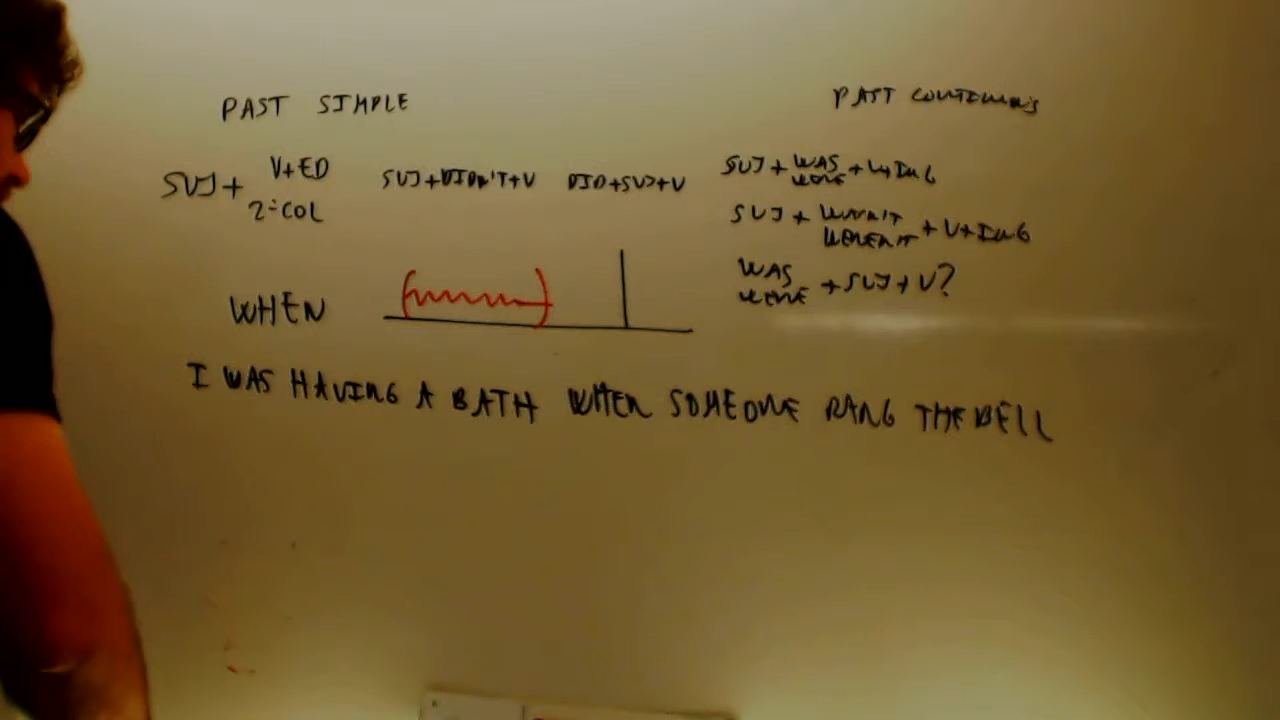 PAST SIMPLE
SUJ + V+ED
2ª COL
SUJ + DIDN'T + V
DID + SUJ + V
PAST CONTINUOUS
SUJ + WAS WERE + V + ING
SUJ + WASN'T WEREN'T + V + ING
WAS WERE + SUJ + V?
WHEN
I WAS HAVING A BATH WHEN SOMEONE RANG THE BELL